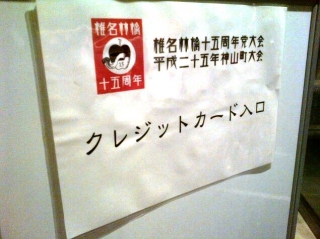 椎名林檎
十五周年
椎名林檎十五周年党大会
平成二十五年神山町大会
クレジットカード入口